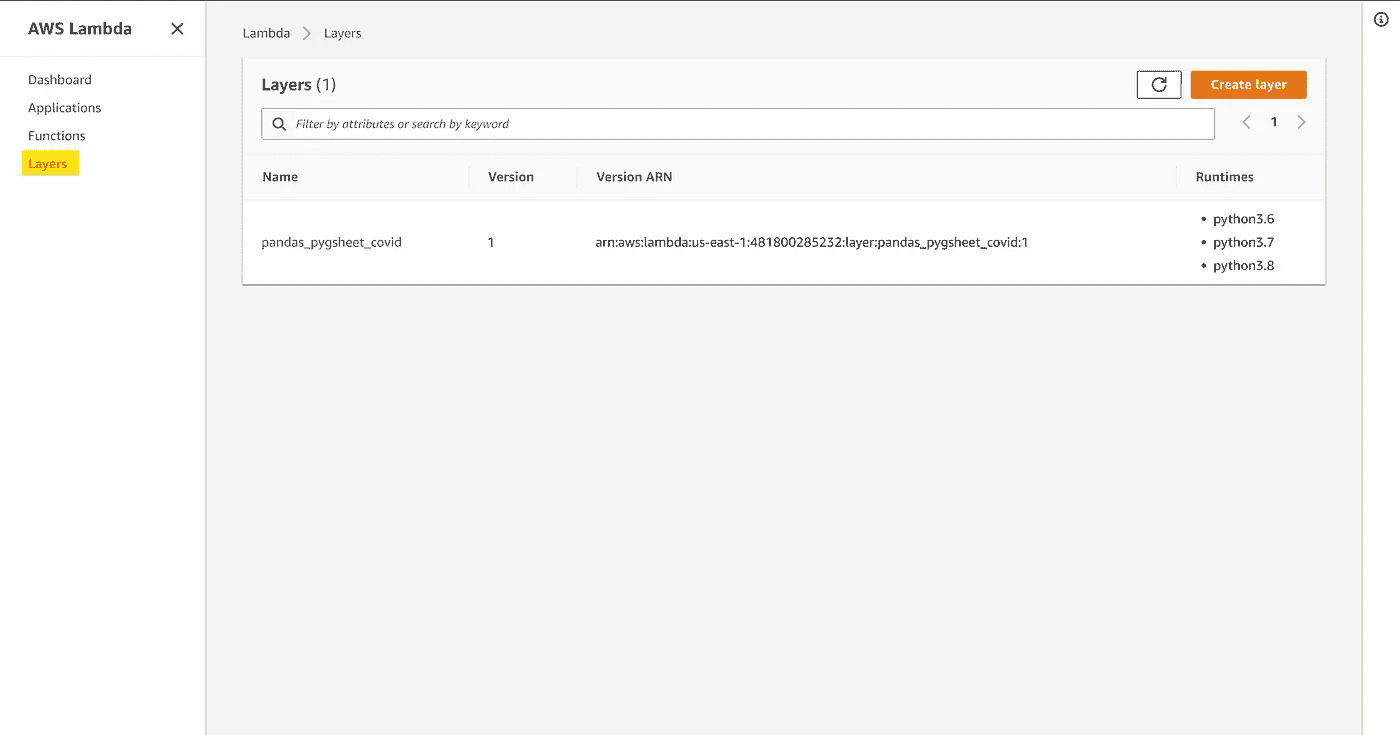 AWS Lambda
Dashboard
Applications
Functions
Layers
Lambda
Layers
Layers (1)
Create layer
Filter by attributes or search by keyword
1
Name Version Version ARN Runtimes
pandas_pygsheet_covid 1 arn:aws:lambda:us-east-1:481800285232:layer:pandas_pygsheet_covid:1
• python3.6
• python3.7
• python3.8